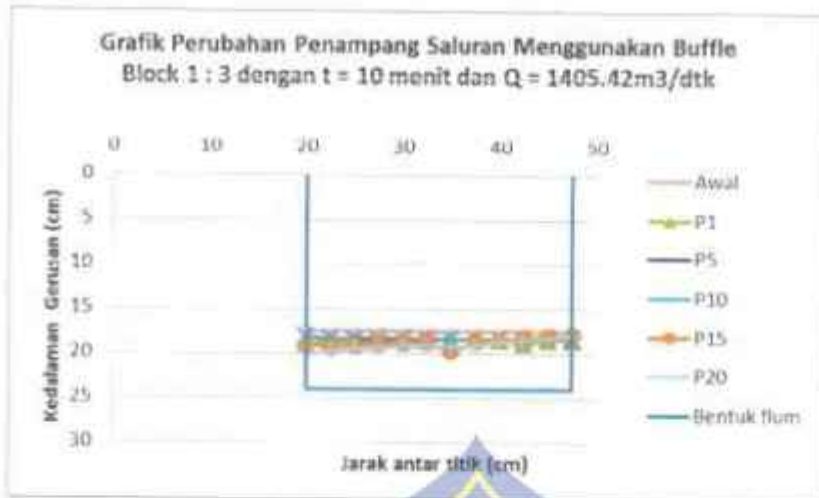 Grafik Perubahan Penampang Saluran Menggunakan Buffle
Block 1 : 3 dengan t = 10 menit dan Q = 1405.42m3/dtk
0 10 20 30 40 50
0
5
10
15
20
25
30
Kedalaman Gerusan (cm)
Jarak antar titik (cm)
Awal
P1
P5
P10
P15
P20
Bentuk flum